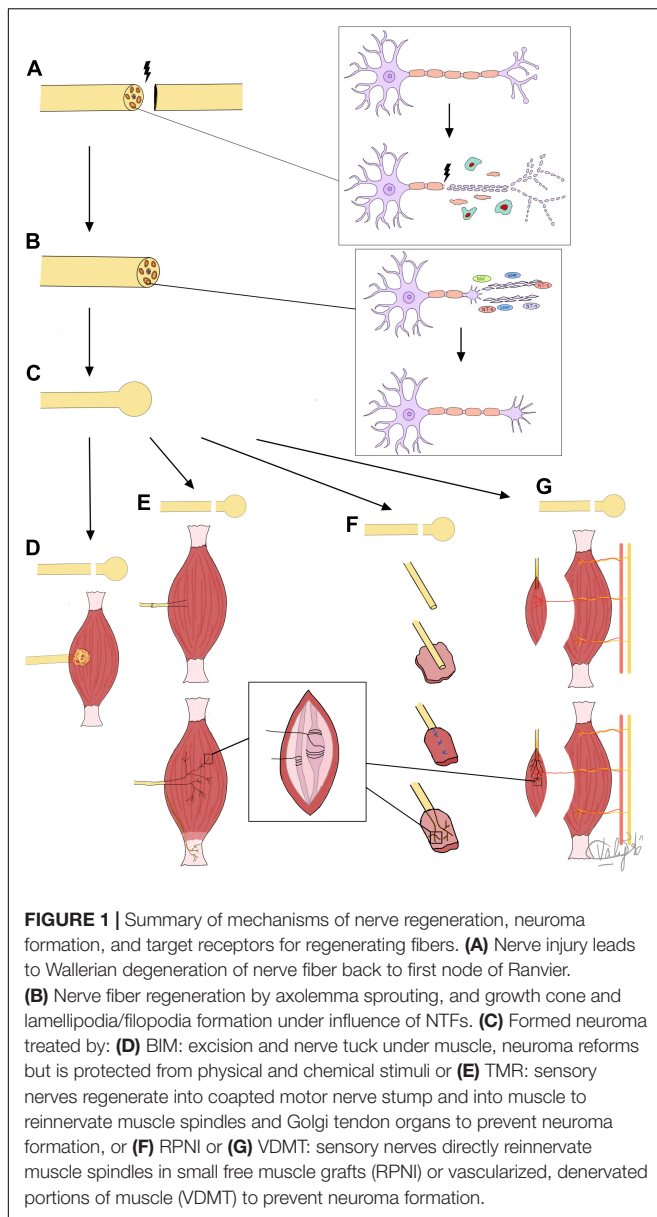 A
B
C
E
G
D
F
NT-3
NT-3
FIGURE 1 | Summary of mechanisms of nerve regeneration, neuroma
formation, and target receptors for regenerating fibers. (A) Nerve injury leads
to Wallerian degeneration of nerve fiber back to first node of Ranvier.
(B) Nerve fiber regeneration by axolemma sprouting, and growth cone and
lamellipodia/filopodia formation under influence of NTFs. (C) Formed neuroma
treated by: (D) BIM: excision and nerve tuck under muscle, neuroma reforms
but is protected from physical and chemical stimuli or (E) TMR: sensory
nerves regenerate into coapted motor nerve stump and into muscle to
reinnervate muscle spindles and Golgi tendon organs to prevent neuroma
formation, or (F) RPNI or (G) VDMT: sensory nerves directly reinnervate
muscle spindles in small free muscle grafts (RPNI) or vascularized, denervated
portions of muscle (VDMT) to prevent neuroma formation.